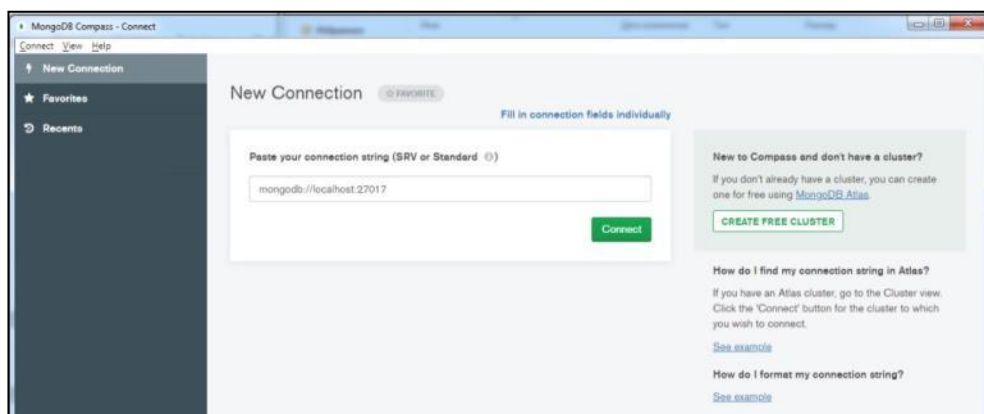 MongoDB Compass - Connect
Connect View Help
New Connection
Favorites
Recents
New Connection
FAVORITE
Fill in connection fields individually
Paste your connection string (SRV or Standard )
mongodb://localhost:27017
Connect
New to Compass and don't have a cluster?
If you don't already have a cluster, you can create
one for free using MongoDB Atlas.
CREATE FREE CLUSTER
How do I find my connection string in Atlas?
If you have an Atlas cluster, go to the Cluster view.
Click the 'Connect' button for the cluster to which
you wish to connect.
See example
How do I format my connection string?
See example